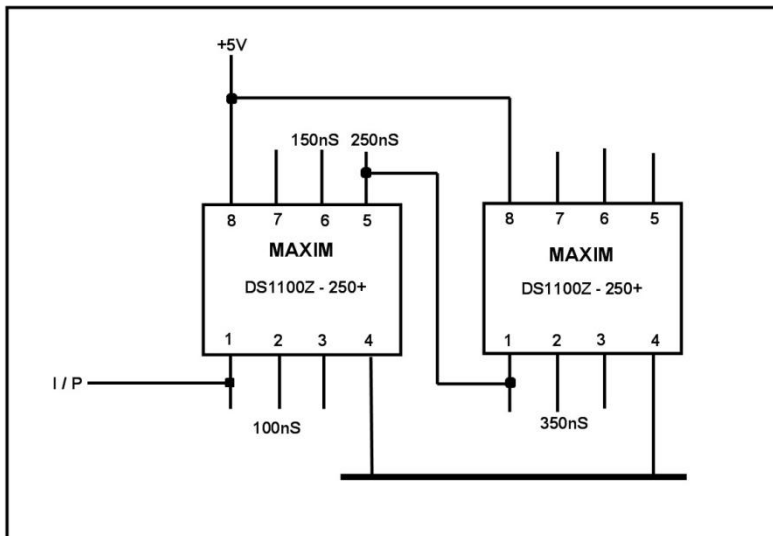 +5V
150nS 250nS
8 7 6 5
MAXIM
DS1100Z - 250+
1 2 3 4
8 7 6 5
MAXIM
DS1100Z - 250+
1 2 3 4
I / P
100nS
350nS